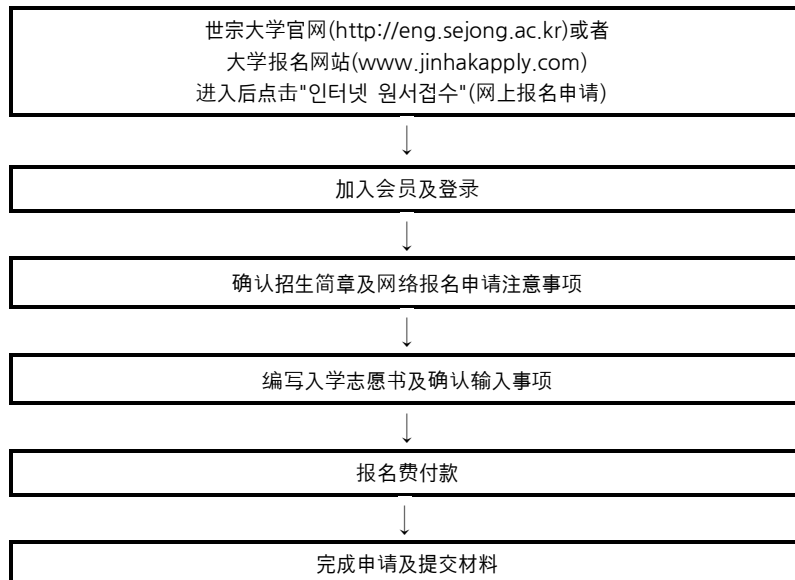 世宗大学官网(http://eng.sejong.ac.kr)或者
大学报名网站(www.jinhakapply.com)
进入后点击"인터넷 원서접수"(网上报名申请)
↓
加入会员及登录
↓
确认招生简章及网络报名申请注意事项
↓
编写入学志愿书及确认输入事项
↓
报名费付款
↓
完成申请及提交材料